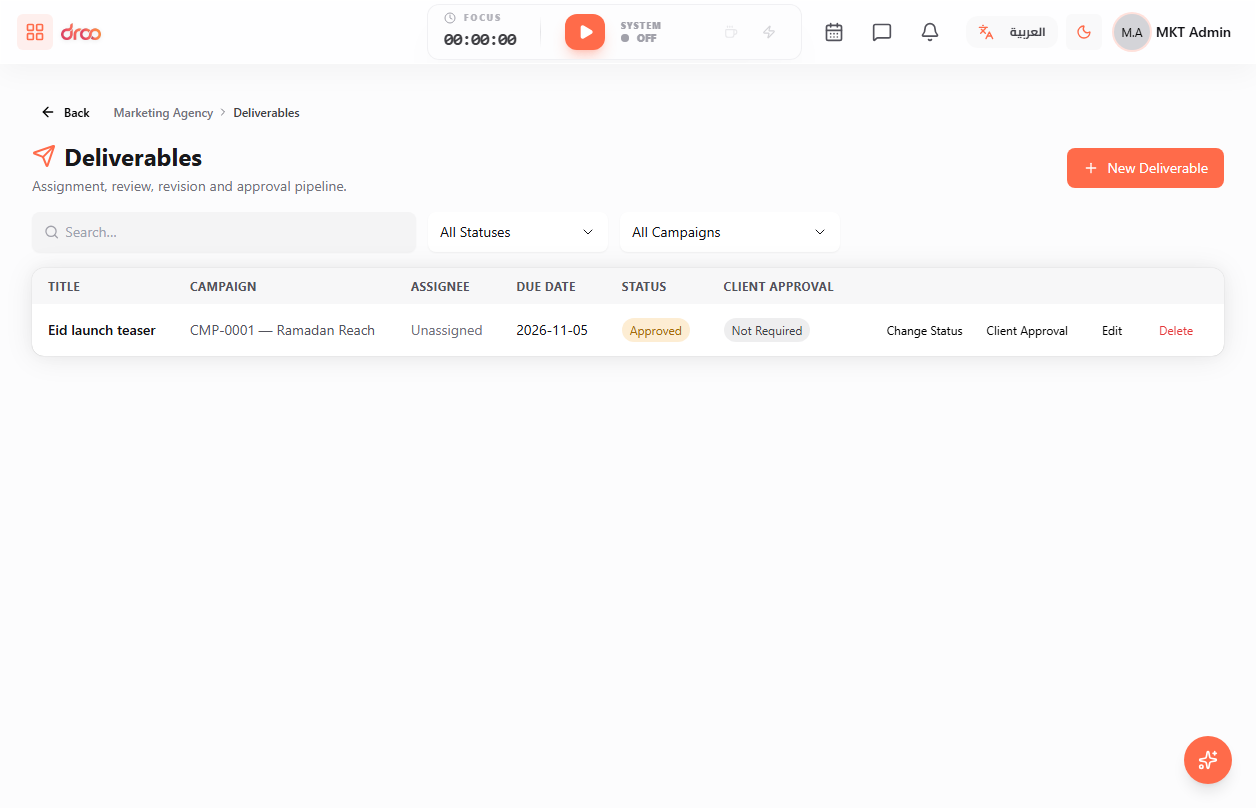 droo
FOCUS
00:00:00
SYSTEM
OFF
العربية
M.A
MKT Admin
Back
Marketing Agency > Deliverables
Deliverables
Assignment, review, revision and approval pipeline.
+ New Deliverable
Search...
All Statuses
All Campaigns
TITLE CAMPAIGN ASSIGNEE DUE DATE STATUS CLIENT APPROVAL
Eid launch teaser CMP-0001 — Ramadan Reach Unassigned 2026-11-05 Approved Not Required Change Status Client Approval Edit Delete